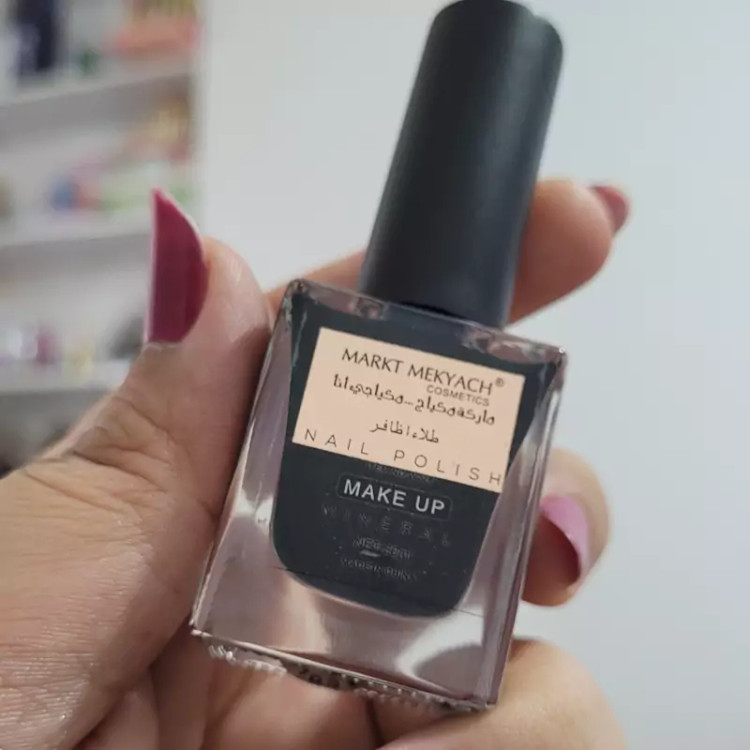 MARKT MEKYACH®
COSMETICS
ماركة مكياج...مكياجي انا
طلاء اظافر
NAIL POLISH
MAKE UP
MINERAL